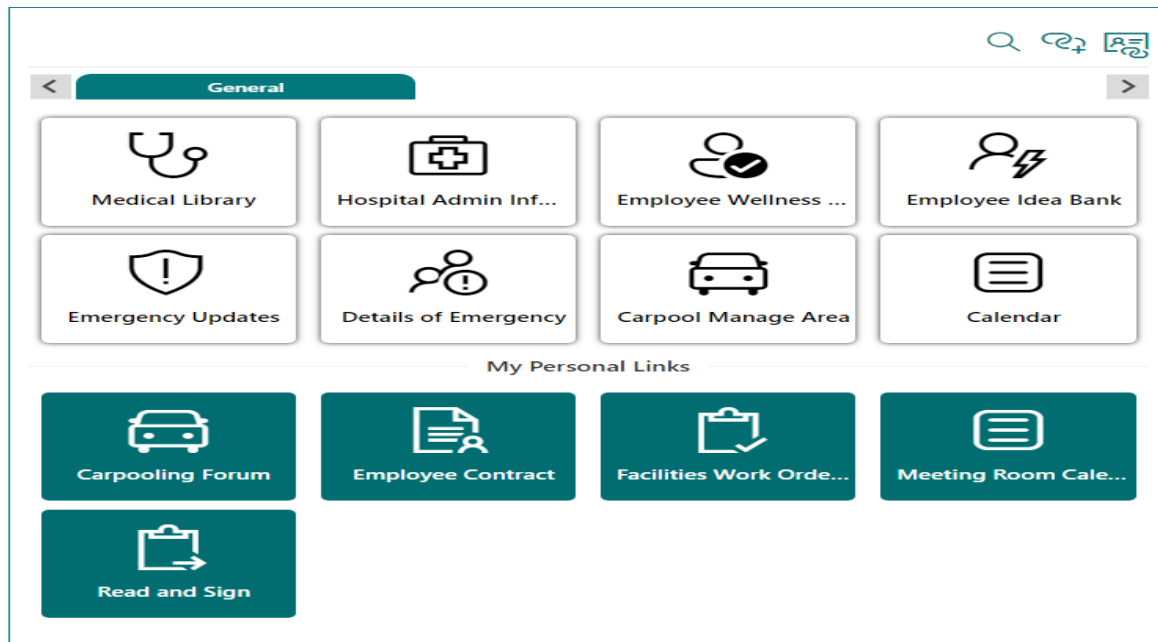 General
Medical Library
Hospital Admin Inf...
Employee Wellness ...
Employee Idea Bank
Emergency Updates
Details of Emergency
Carpool Manage Area
Calendar
My Personal Links
Carpooling Forum
Employee Contract
Facilities Work Orde...
Meeting Room Cale...
Read and Sign